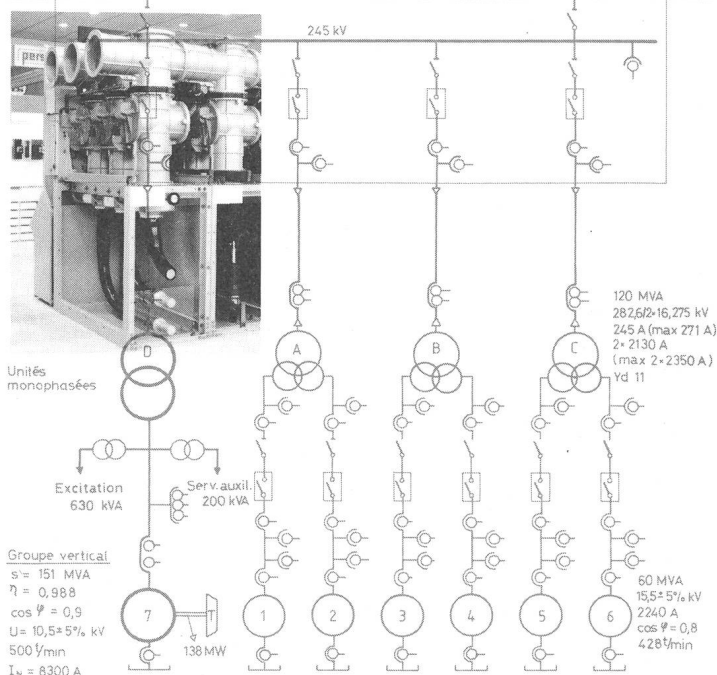 245 kV
pers
120 MVA
282,6/2×16,275 kV
245 A (max 271 A)
2×2130 A
(max 2×2350 A)
Yd 11
D
A
B
C
Unités
monophasées
Excitation
630 kVA
Serv. auxil.
200 kVA
Groupe vertical
s = 151 MVA
η = 0,988
cos φ = 0,9
U = 10,5±5% kV
500 t/min
I_N = 8300 A
7
T
138 MW
1
2
3
4
5
6
60 MVA
15,5±5% kV
2240 A
cos φ = 0,8
428 t/min